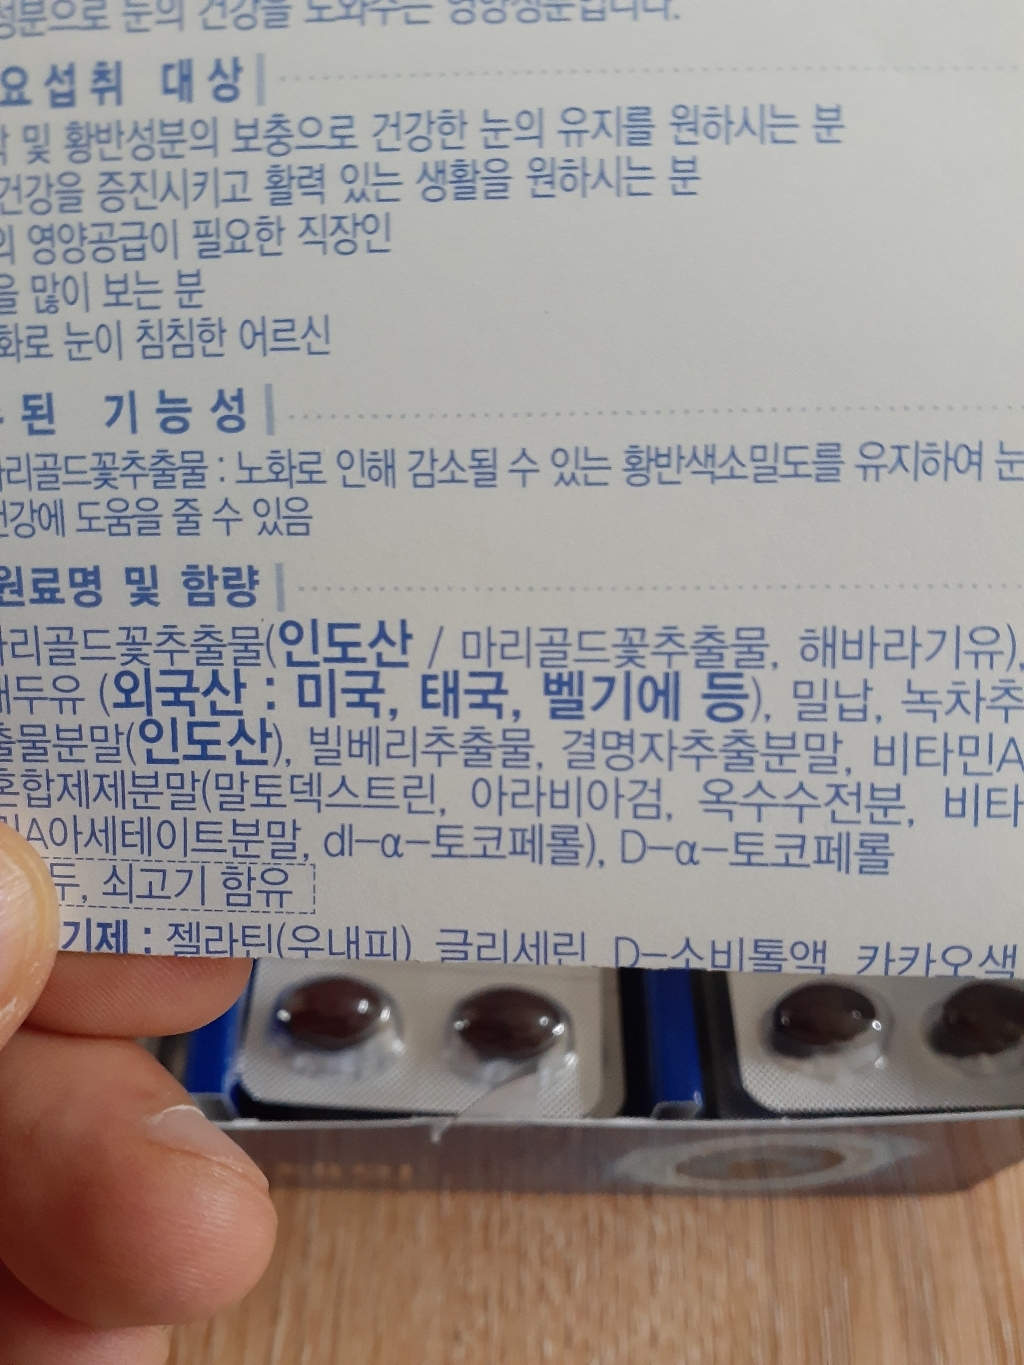 성분으로 눈의 건강을 도와주는 영양성분입니다.
요섭취 대상
및 황반성분의 보충으로 건강한 눈의 유지를 원하시는 분
건강을 증진시키고 활력 있는 생활을 원하시는 분
의 영양공급이 필요한 직장인
을 많이 보는 분
화로 눈이 침침한 어르신
된 기능성
마리골드꽃추출물 : 노화로 인해 감소될 수 있는 황반색소밀도를 유지하여 눈
건강에 도움을 줄 수 있음
원료명 및 함량
마리골드꽃추출물(인도산 / 마리골드꽃추출물, 해바라기유),
대두유 (외국산 : 미국, 태국, 벨기에 등), 밀납, 녹차추
출물분말(인도산), 빌베리추출물, 결명자추출분말, 비타민A
혼합제제분말(말토덱스트린, 아라비아검, 옥수수전분, 비타
민A아세테이트분말, dl-α-토코페롤), D-α-토코페롤
두, 쇠고기 함유
기제 : 젤라틴(우내피), 글리세린, D-소비톨액, 카카오색